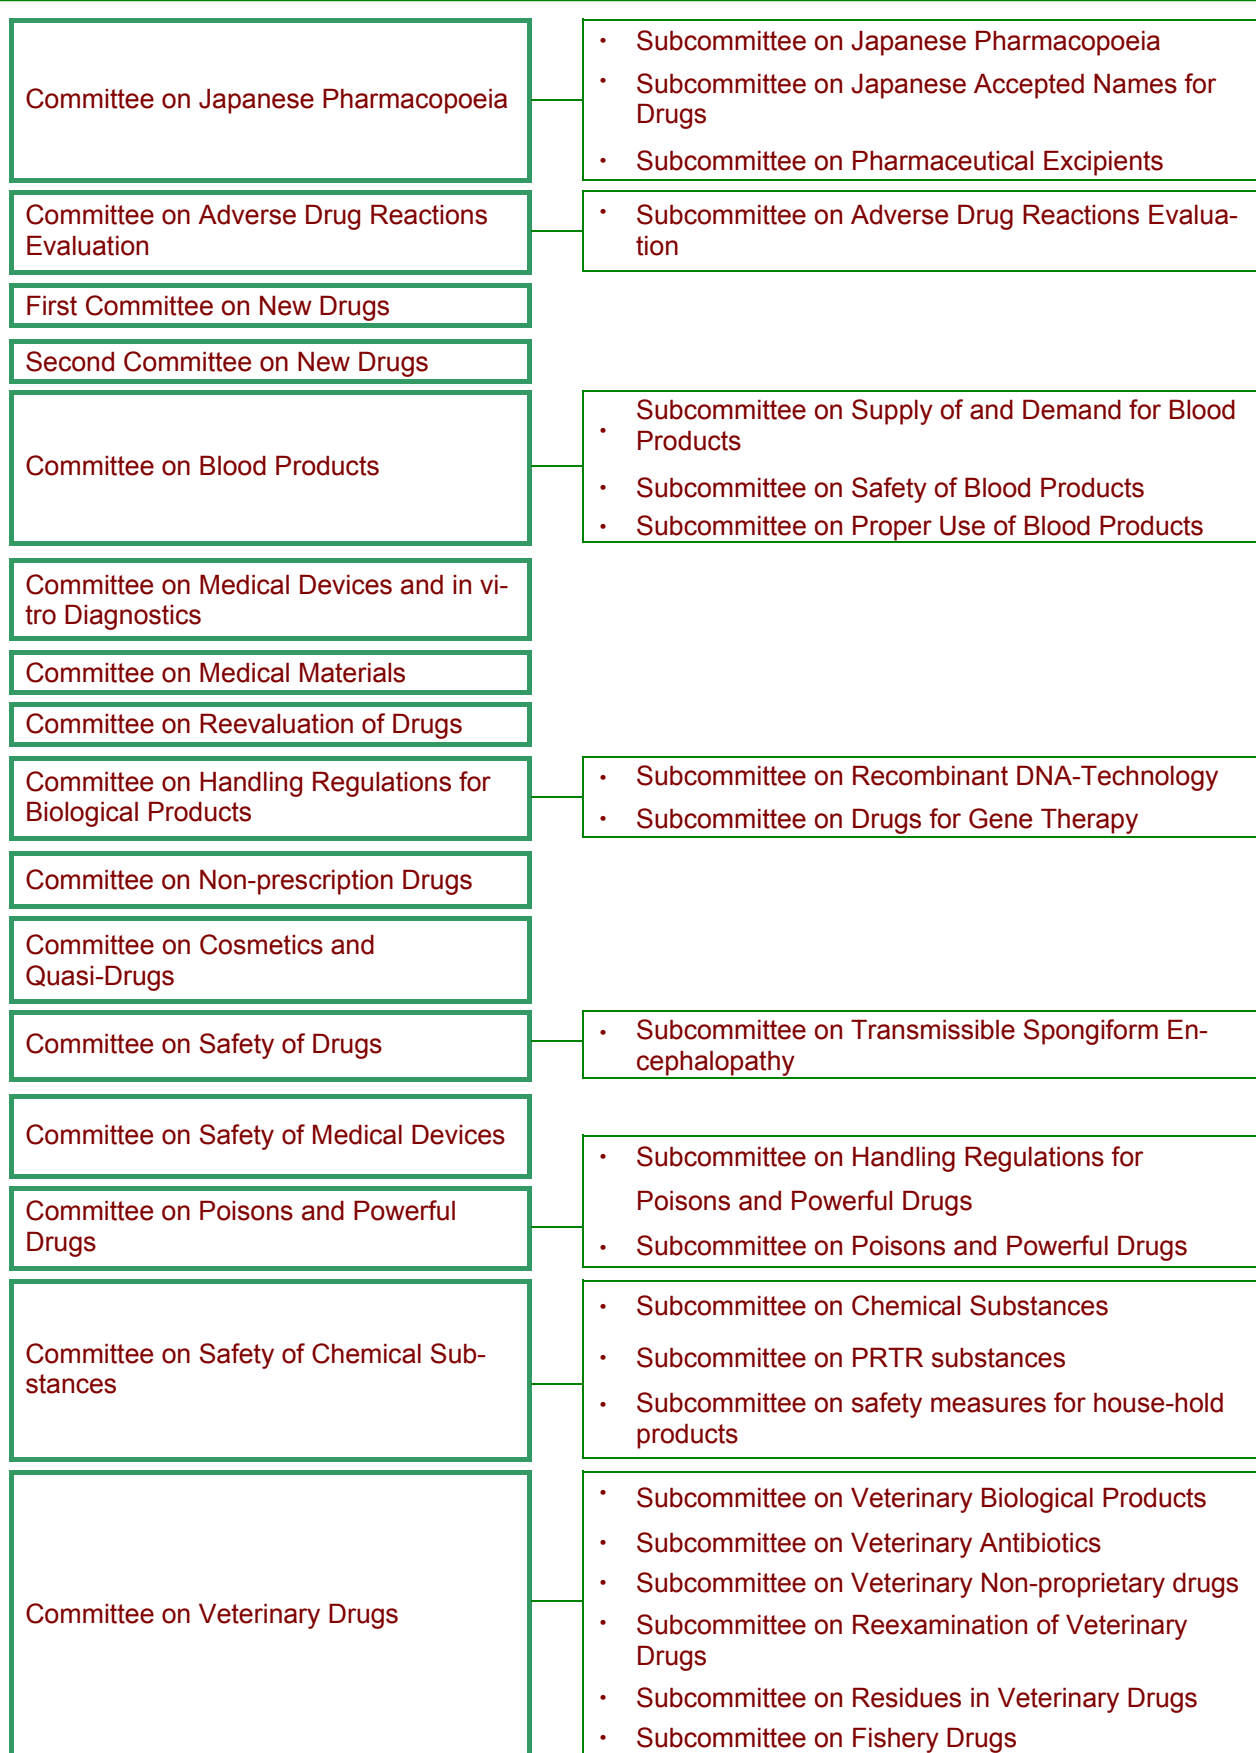 Committee on Japanese Pharmacopoeia
・ Subcommittee on Japanese Pharmacopoeia
・ Subcommittee on Japanese Accepted Names for
Drugs
・ Subcommittee on Pharmaceutical Excipients
Committee on Adverse Drug Reactions
Evaluation
・ Subcommittee on Adverse Drug Reactions Evalua-
tion
First Committee on New Drugs
Second Committee on New Drugs
Committee on Blood Products
・ Subcommittee on Supply of and Demand for Blood
Products
・ Subcommittee on Safety of Blood Products
・ Subcommittee on Proper Use of Blood Products
Committee on Medical Devices and in vi-
tro Diagnostics
Committee on Medical Materials
Committee on Reevaluation of Drugs
Committee on Handling Regulations for
Biological Products
・ Subcommittee on Recombinant DNA-Technology
・ Subcommittee on Drugs for Gene Therapy
Committee on Non-prescription Drugs
Committee on Cosmetics and
Quasi-Drugs
Committee on Safety of Drugs
・ Subcommittee on Transmissible Spongiform En-
cephalopathy
Committee on Safety of Medical Devices
Committee on Poisons and Powerful
Drugs
・ Subcommittee on Handling Regulations for
Poisons and Powerful Drugs
・ Subcommittee on Poisons and Powerful Drugs
Committee on Safety of Chemical Sub-
stances
・ Subcommittee on Chemical Substances
・ Subcommittee on PRTR substances
・ Subcommittee on safety measures for house-hold
products
Committee on Veterinary Drugs
・ Subcommittee on Veterinary Biological Products
・ Subcommittee on Veterinary Antibiotics
・ Subcommittee on Veterinary Non-proprietary drugs
・ Subcommittee on Reexamination of Veterinary
Drugs
・ Subcommittee on Residues in Veterinary Drugs
・ Subcommittee on Fishery Drugs